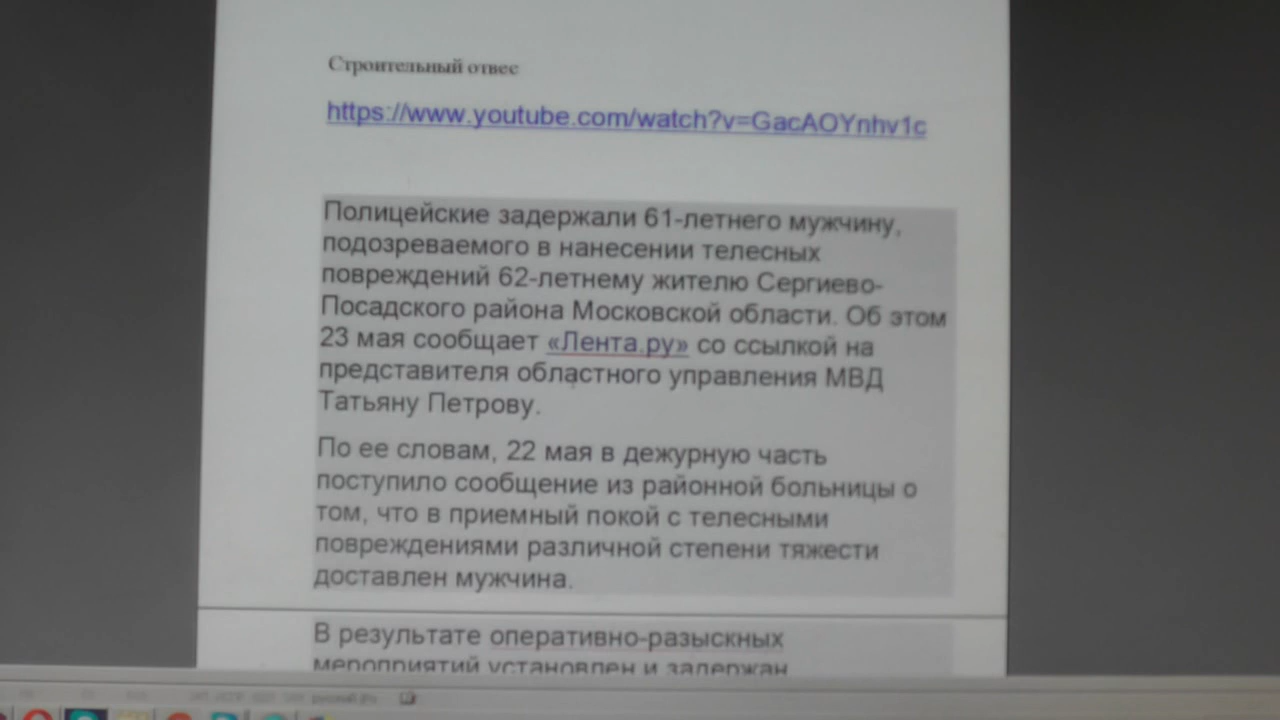 Строительный отвес
https://www.youtube.com/watch?v=GacAOYnhv1c
Полицейские задержали 61-летнего мужчину,
подозреваемого в нанесении телесных
повреждений 62-летнему жителю Сергиево-
Посадского района Московской области. Об этом
23 мая сообщает «Лента.ру» со ссылкой на
представителя областного управления МВД
Татьяну Петрову.
По ее словам, 22 мая в дежурную часть
поступило сообщение из районной больницы о
том, что в приемный покой с телесными
повреждениями различной степени тяжести
доставлен мужчина.
В результате оперативно-разыскных
мероприятий установлен и задержан